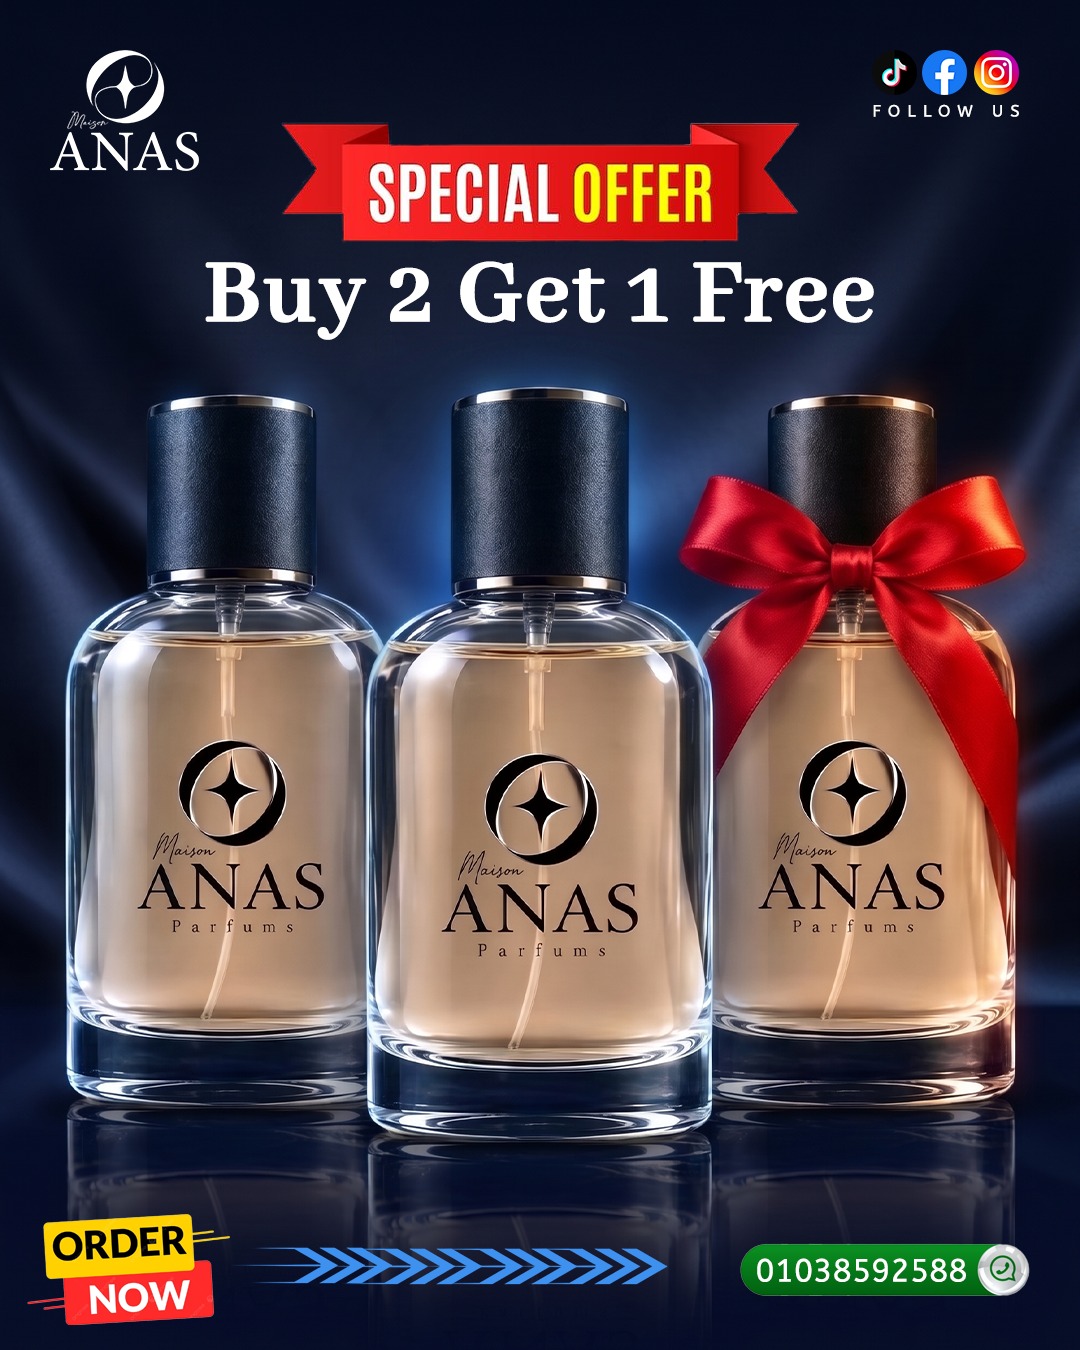 Maison
ANAS
FOLLOW US
SPECIAL OFFER
Buy 2 Get 1 Free
Maison
ANAS
Parfums
Maison
ANAS
Parfums
Maison
ANAS
Parfums
ORDER
NOW
01038592588